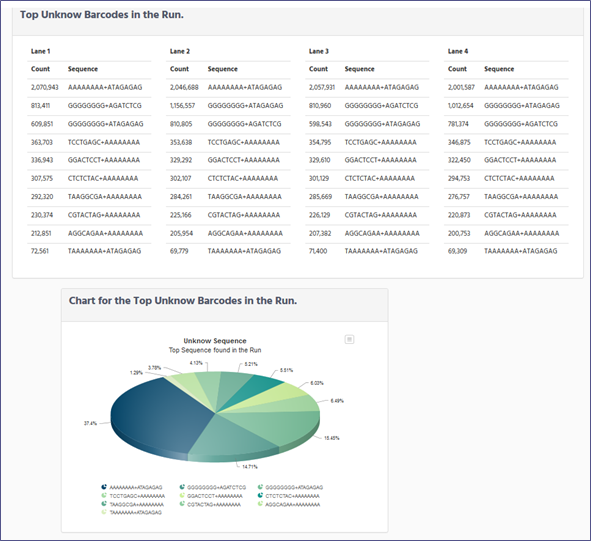 Top Unknow Barcodes in the Run.
Lane 1 Lane 2 Lane 3 Lane 4
Count Sequence Count Sequence Count Sequence Count Sequence
2,070,943 AAAAAAAA+ATAGAGAG 2,046,688 AAAAAAAA+ATAGAGAG 2,057,931 AAAAAAAA+ATAGAGAG 2,001,587 AAAAAAAA+ATAGAGAG
813,411 GGGGGGGG+AGATCTCG 1,156,557 GGGGGGGG+ATAGAGAG 810,960 GGGGGGGG+AGATCTCG 1,012,654 GGGGGGGG+ATAGAGAG
609,851 GGGGGGGG+ATAGAGAG 810,805 GGGGGGGG+AGATCTCG 598,543 GGGGGGGG+ATAGAGAG 781,374 GGGGGGGG+AGATCTCG
363,703 TCCTGAGC+AAAAAAAA 353,638 TCCTGAGC+AAAAAAAA 354,795 TCCTGAGC+AAAAAAAA 346,875 TCCTGAGC+AAAAAAAA
336,943 GGACTCCT+AAAAAAAA 329,292 GGACTCCT+AAAAAAAA 329,610 GGACTCCT+AAAAAAAA 322,450 GGACTCCT+AAAAAAAA
307,575 CTCTCTAC+AAAAAAAA 302,107 CTCTCTAC+AAAAAAAA 301,129 CTCTCTAC+AAAAAAAA 294,753 CTCTCTAC+AAAAAAAA
292,320 TAAGGCGA+AAAAAAAA 284,261 TAAGGCGA+AAAAAAAA 285,669 TAAGGCGA+AAAAAAAA 276,757 TAAGGCGA+AAAAAAAA
230,374 CGTACTAG+AAAAAAAA 225,166 CGTACTAG+AAAAAAAA 226,129 CGTACTAG+AAAAAAAA 220,873 CGTACTAG+AAAAAAAA
212,851 AGGCAGAA+AAAAAAAA 205,954 AGGCAGAA+AAAAAAAA 207,382 AGGCAGAA+AAAAAAAA 200,753 AGGCAGAA+AAAAAAAA
72,561 TAAAAAAA+ATAGAGAG 69,779 TAAAAAAA+ATAGAGAG 71,400 TAAAAAAA+ATAGAGAG 69,309 TAAAAAAA+ATAGAGAG
Chart for the Top Unknow Barcodes in the Run.
Unknow Sequence
Top Sequence found in the Run
4.13% 5.21%
3.78% 5.51%
1.29%
6.03%
6.49%
37.4%
15.45%
14.71%
AAAAAAAA+ATAGAGAG GGGGGGGG+AGATCTCG GGGGGGGG+ATAGAGAG
TCCTGAGC+AAAAAAAA GGACTCCT+AAAAAAAA CTCTCTAC+AAAAAAAA
TAAGGCGA+AAAAAAAA CGTACTAG+AAAAAAAA AGGCAGAA+AAAAAAAA
TAAAAAAA+ATAGAGAG